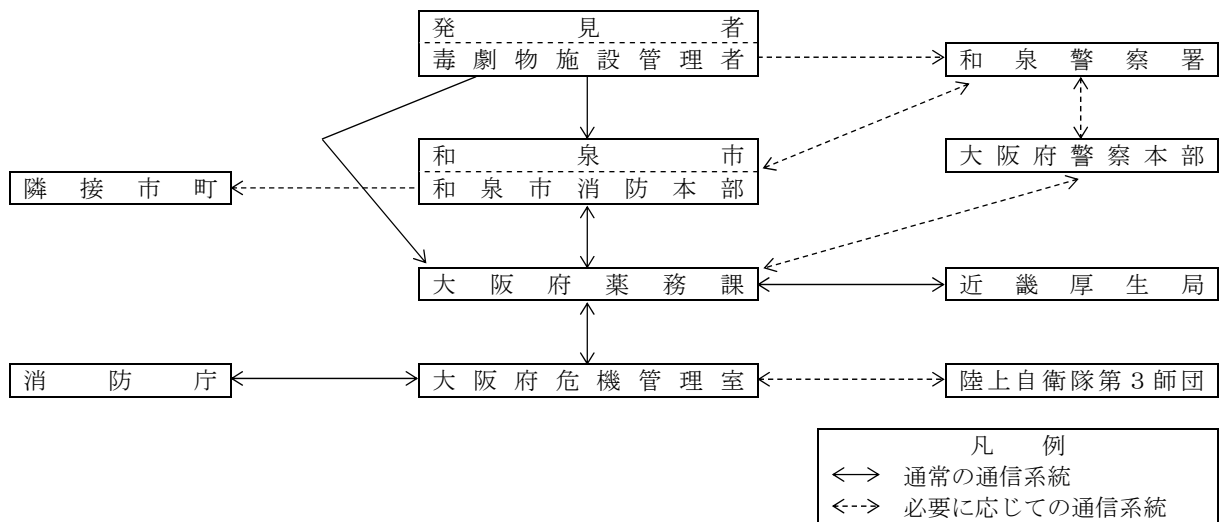 発見者
毒劇物施設管理者
和泉警察署
和泉市
和泉市消防本部
大阪府警察本部
隣接市町
大阪府薬務課
近畿厚生局
消防庁
大阪府危機管理室
陸上自衛隊第３師団
凡例
通常の通信系統
必要に応じての通信系統